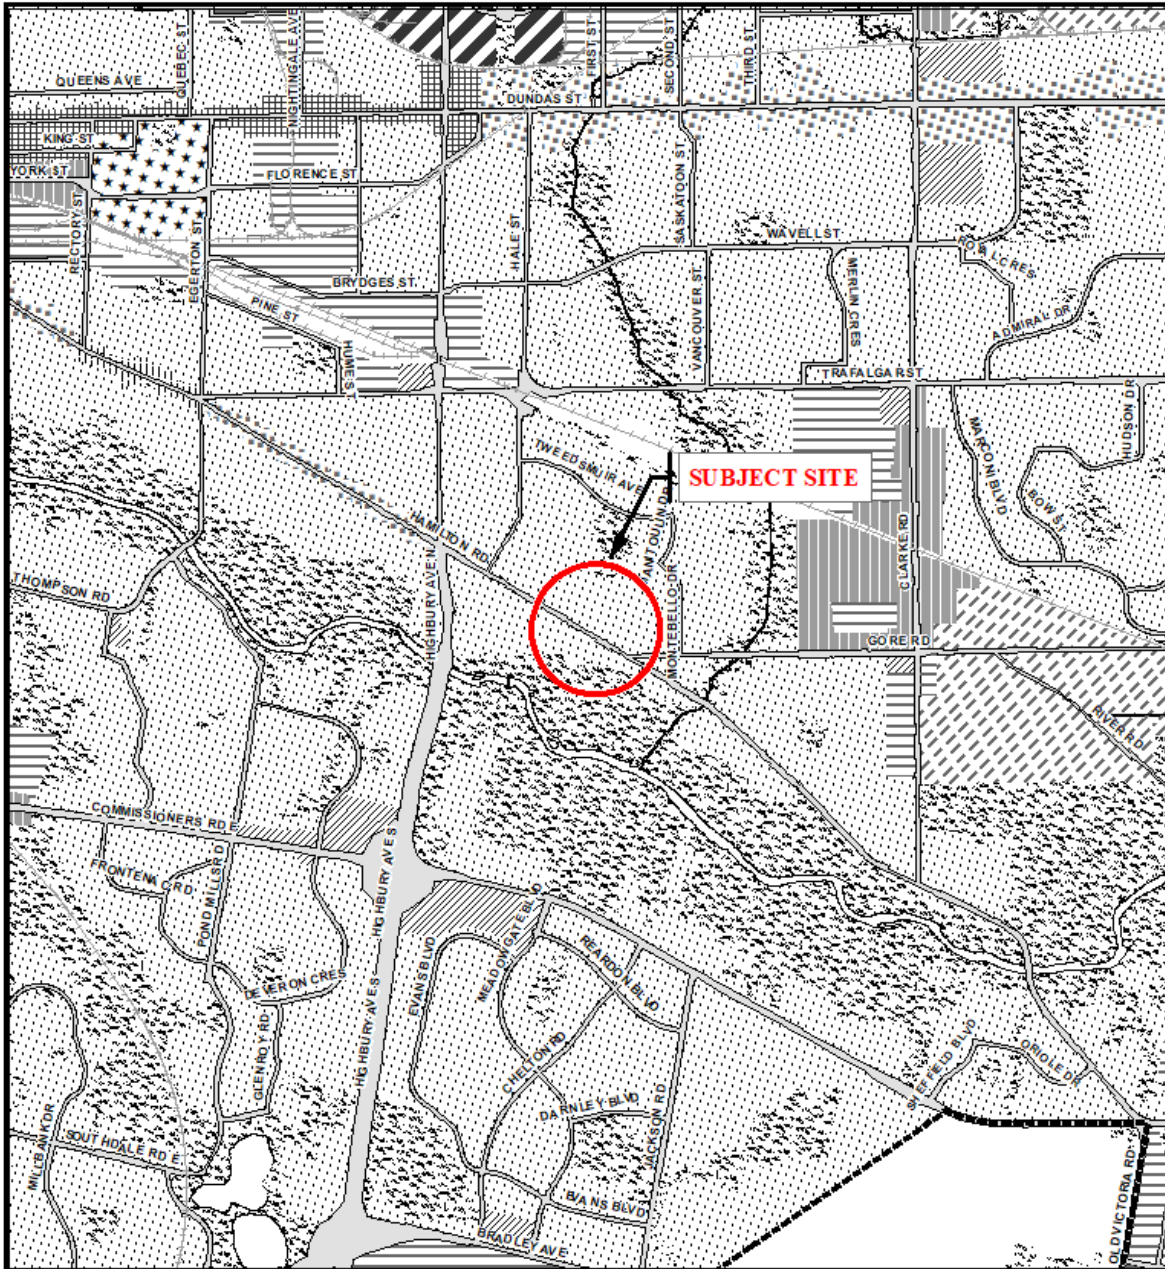 QUEBEC ST
NIGHTINGALE AVE
FIRST ST
SECOND ST
THIRD ST
QUEENS AVE
DUNDAS ST
KING ST
YORK ST
FLORENCE ST
SASKATOON ST
RECTORY ST
EGERTON ST
HALE ST
WAVELL ST
ROYAL CRES
BRYDGES ST
PINE ST
VANCOUVER ST
MERLIN CRES
ADMIRAL DR
HUME ST
TRAFALGAR ST
HUDSON DR
MARCONI BLVD
TWEEDSMUIR AVE
SUBJECT SITE
BOW ST
HAMILTON RD
CLARKE RD
THOMPSON RD
HIGHBURY AVE N
MONTEBELLO DR
GORE RD
RIVER RD
COMMISSIONERS RD E
FRONTENAC RD
POND MILLS RD
HIGHBURY AVE S
HIGHBURY AVE S
EVANS BLVD
MEADOWGATE BLVD
REARDON BLVD
DEVERON CRES
GLENROY RD
CHELTON RD
SHEFFIELD BLVD
ORIOLE DR
DARNLEY BLVD
JACKSON RD
MILLBANK DR
SOUTHDALE RD E
EVANS BLVD
BRADLEY AVE
OLD VICTORIA RD